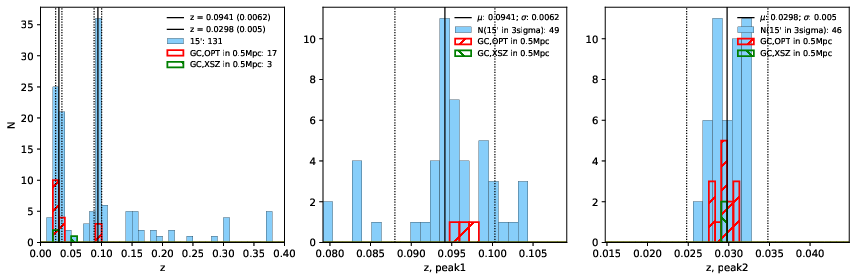 z = 0.0941 (0.0062)
z = 0.0298 (0.005)
15': 131
GC,OPT in 0.5Mpc: 17
GC,XSZ in 0.5Mpc: 3
35
30
25
20
15
10
5
0
N
0.00 0.05 0.10 0.15 0.20 0.25 0.30 0.35 0.40
z
μ: 0.0941; σ: 0.0062
N(15' in 3sigma): 49
GC,OPT in 0.5Mpc
GC,XSZ in 0.5Mpc
10
8
6
4
2
0
0.080 0.085 0.090 0.095 0.100 0.105
z, peak1
μ: 0.0298; σ: 0.005
N(15' in 3sigma): 46
GC,OPT in 0.5Mpc
GC,XSZ in 0.5Mpc
10
8
6
4
2
0
0.015 0.020 0.025 0.030 0.035 0.040
z, peak2